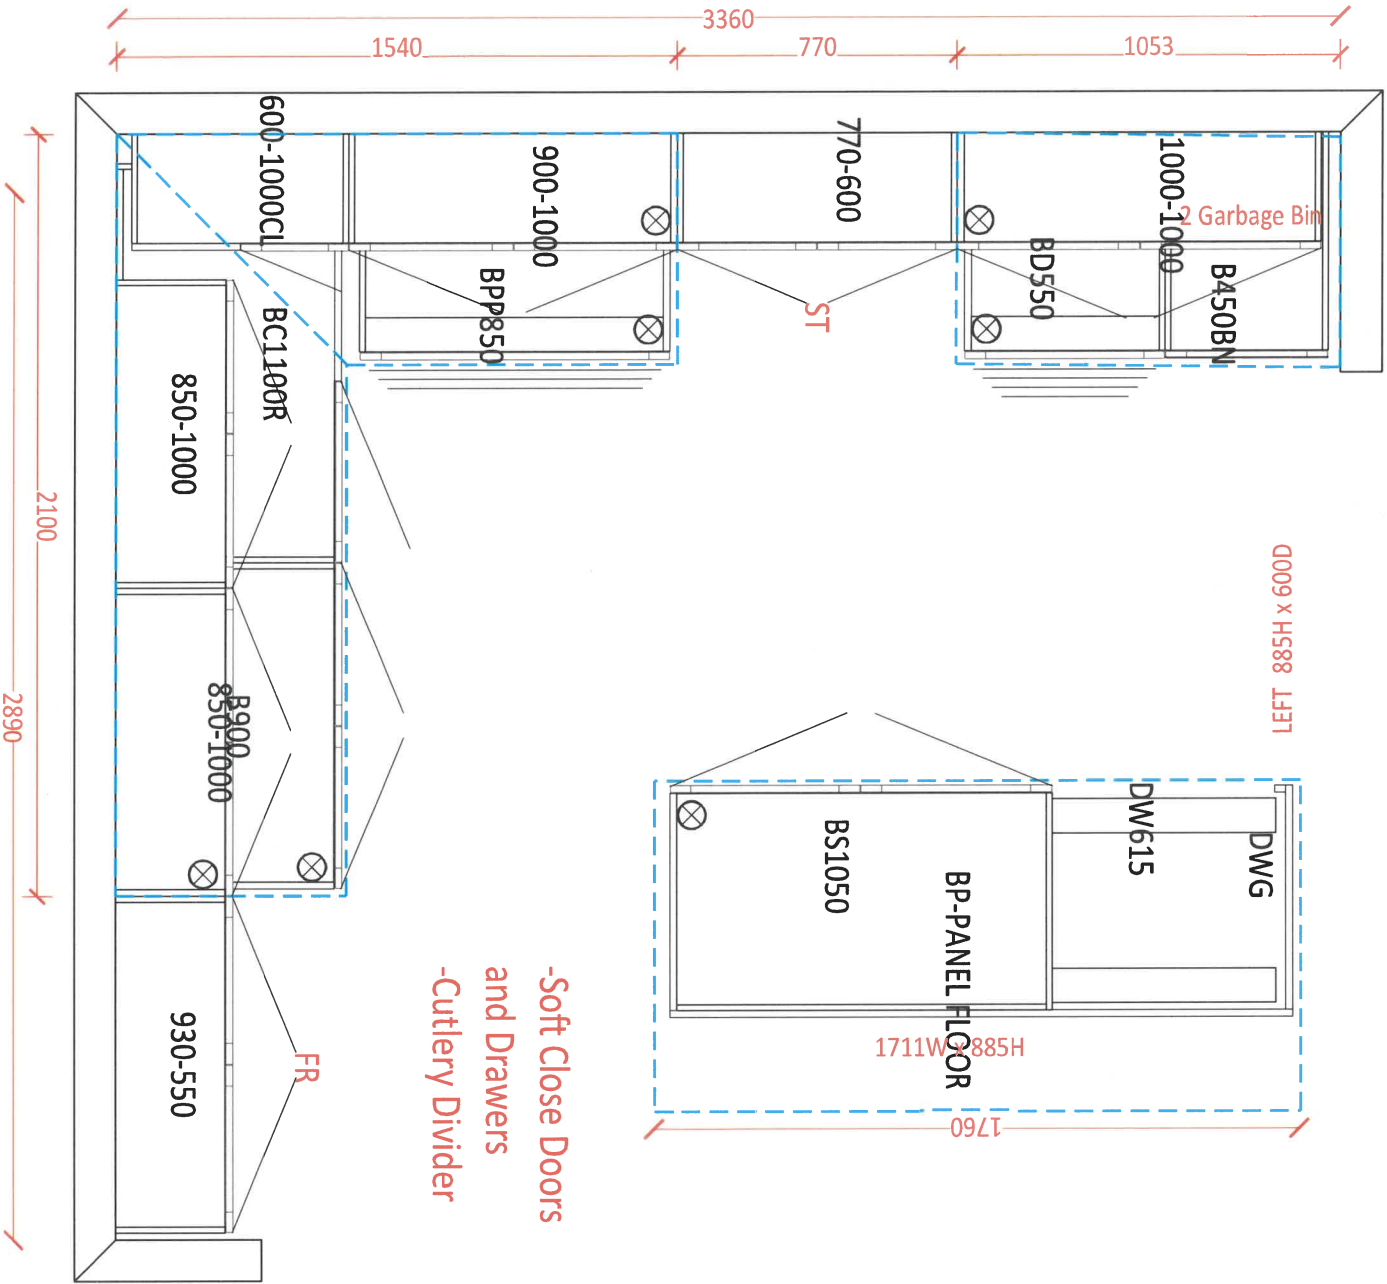 3360
1540
770
1053
600-1000CL
900-1000
770-600
1000-1000
2 Garbage Bin
BPP850
ST
BD550
B450BN
BC1100R
850-1000
2100
2890
B900
850-1000
600D x 885H LEFT
DW615
DWG
BS1050
BP-PANEL FLOOR
1711W x 885H
1760
930-550
FR
-Soft Close Doors
and Drawers
-Cutlery Divider